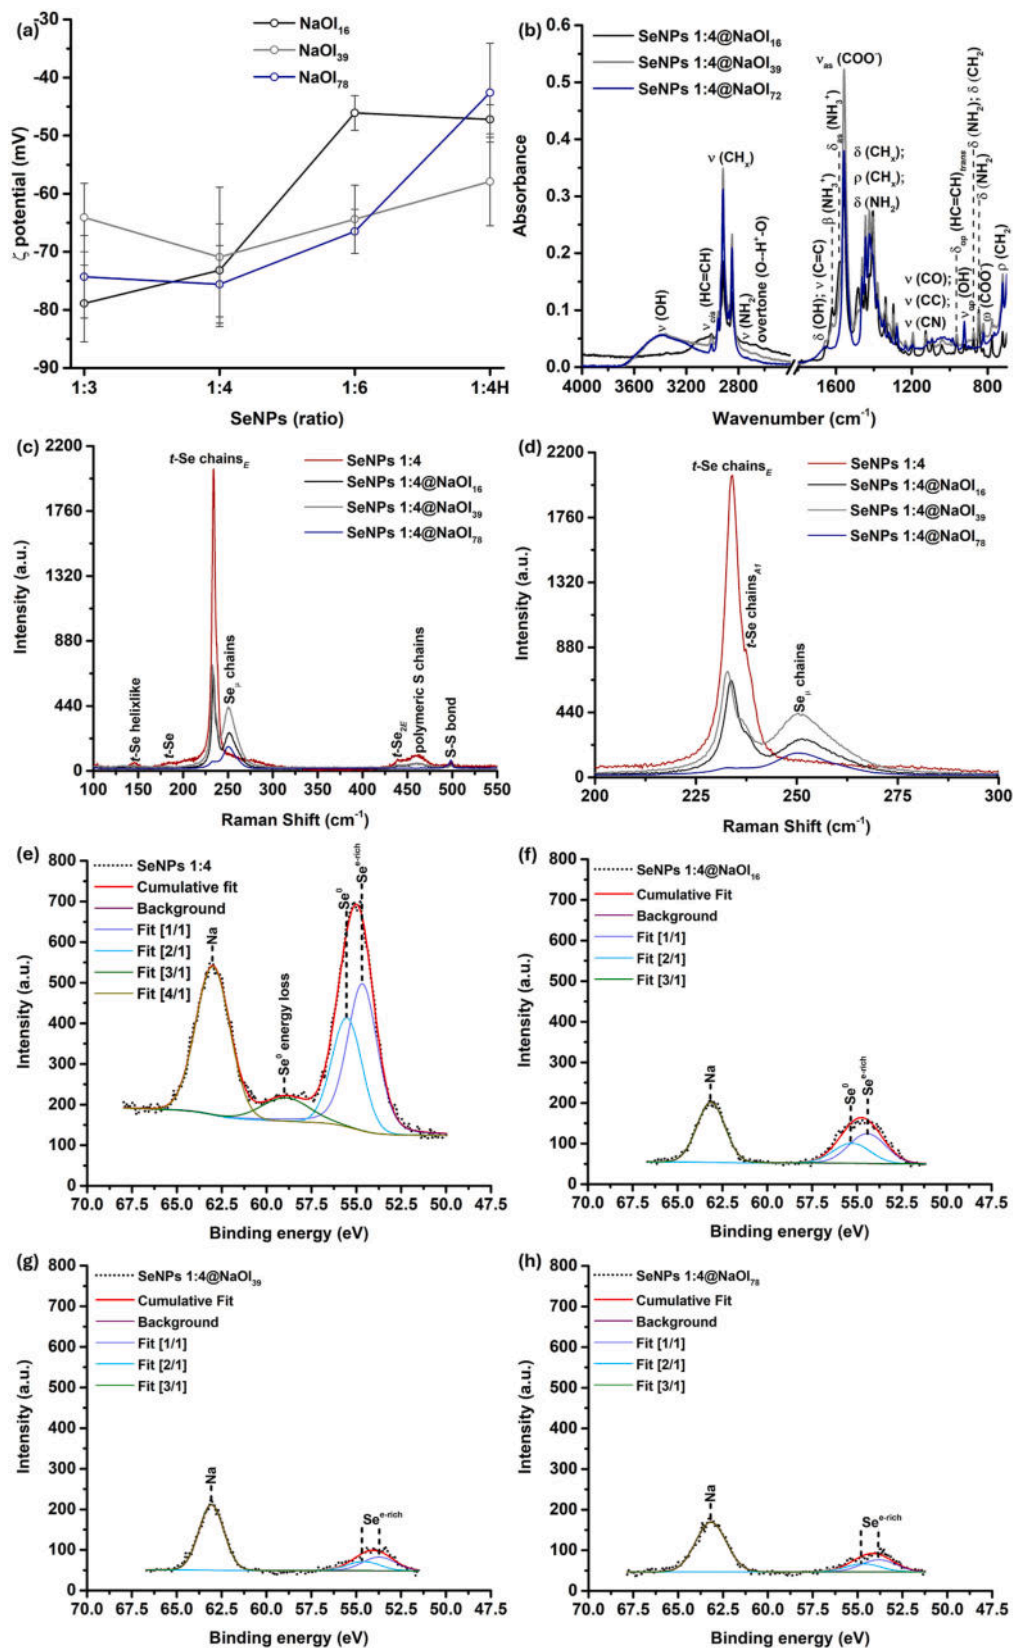 (a)
-30
-40
-50
-60
-70
-80
-90
ζ potential (mV)
NaOl16
NaOl39
NaOl78
1:3
1:4
1:6
1:4H
SeNPs (ratio)
(b)
0.6
0.5
0.4
0.3
0.2
0.1
0.0
Absorbance
SeNPs 1:4@NaOl16
SeNPs 1:4@NaOl39
SeNPs 1:4@NaOl72
ν (OH)
νcis (HC=CH)
ν (CHx)
ν (NH2)
overtone (O--H+-O)
δ (OH); ν (C=C)
β (NH3+)
δas (NH3+)
νas (COO-)
δ (CHx);
ρ (CHx);
δ (NH2)
ν (CO);
ν (CC);
ν (CN)
δop (HC=CH)trans
νop (OH)
δ (NH2); δ (CH2)
δ (NH2)
ω (COO-)
ρ (CH2)
4000
3600
3200
2800
1600
1200
800
Wavenumber (cm-1)
(c)
2200
1760
1320
880
440
0
Intensity (a.u.)
t-Se chainsE
SeNPs 1:4
SeNPs 1:4@NaOl16
SeNPs 1:4@NaOl39
SeNPs 1:4@NaOl78
t-Se helixlike
t-Se
Seμ chains
t-Se2E
polymeric S chains
S-S bond
100 150 200 250 300 350 400 450 500 550
Raman Shift (cm-1)
(d)
2200
1760
1320
880
440
0
Intensity (a.u.)
t-Se chainsE
t-Se chainsA1
Seμ chains
SeNPs 1:4
SeNPs 1:4@NaOl16
SeNPs 1:4@NaOl39
SeNPs 1:4@NaOl78
200 225 250 275 300
Raman Shift (cm-1)
(e)
800
700
600
500
400
300
200
100
0
Intensity (a.u.)
SeNPs 1:4
Cumulative fit
Background
Fit [1/1]
Fit [2/1]
Fit [3/1]
Fit [4/1]
Na
Se0 energy loss
Se0
See-rich
70.0 67.5 65.0 62.5 60.0 57.5 55.0 52.5 50.0 47.5
Binding energy (eV)
(f)
800
700
600
500
400
300
200
100
0
Intensity (a.u.)
SeNPs 1:4@NaOl16
Cumulative Fit
Background
Fit [1/1]
Fit [2/1]
Fit [3/1]
Na
Se0
See-rich
70.0 67.5 65.0 62.5 60.0 57.5 55.0 52.5 50.0 47.5
Binding energy (eV)
(g)
800
700
600
500
400
300
200
100
0
Intensity (a.u.)
SeNPs 1:4@NaOl39
Cumulative Fit
Background
Fit [1/1]
Fit [2/1]
Fit [3/1]
Na
See-rich
70.0 67.5 65.0 62.5 60.0 57.5 55.0 52.5 50.0 47.5
Binding energy (eV)
(h)
800
700
600
500
400
300
200
100
0
Intensity (a.u.)
SeNPs 1:4@NaOl78
Cumulative Fit
Background
Fit [1/1]
Fit [2/1]
Fit [3/1]
Na
See-rich
70.0 67.5 65.0 62.5 60.0 57.5 55.0 52.5 50.0 47.5
Binding energy (eV)